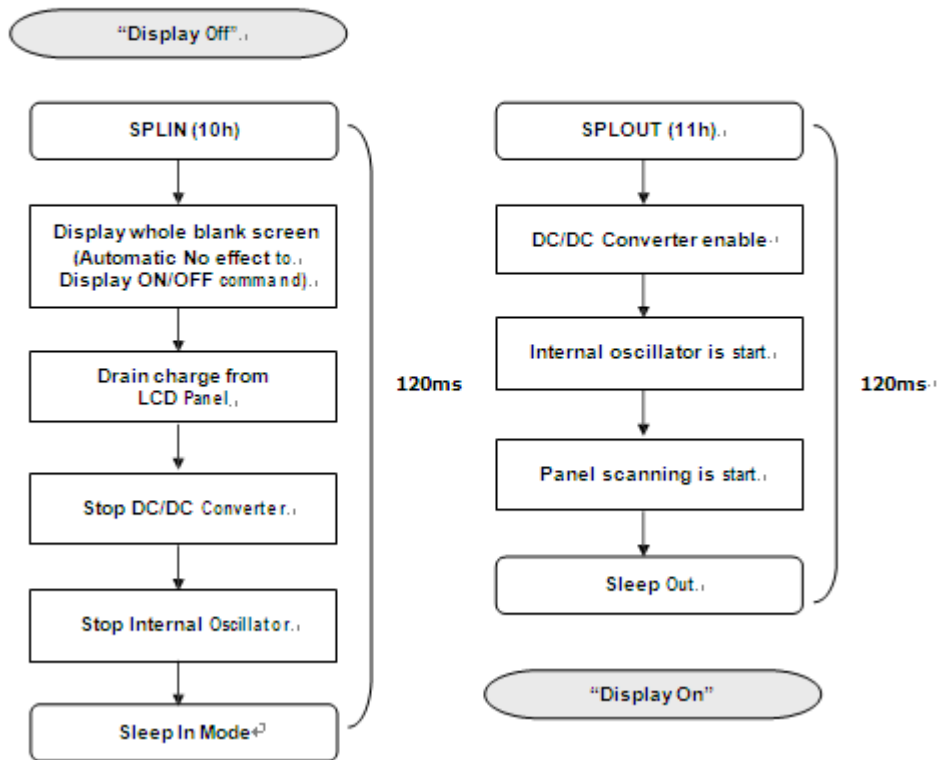 “Display Off”.
SPLIN (10h)
Display whole blank screen
(Automatic No effect to.
Display ON/OFF command).
Drain charge from
LCD Panel.
Stop DC/DC Converter.
Stop Internal Oscillator.
Sleep In Mode↵
120ms
SPLOUT (11h).
DC/DC Converter enable.
Internal oscillator is start.
Panel scanning is start.
Sleep Out.
120ms.
“Display On”